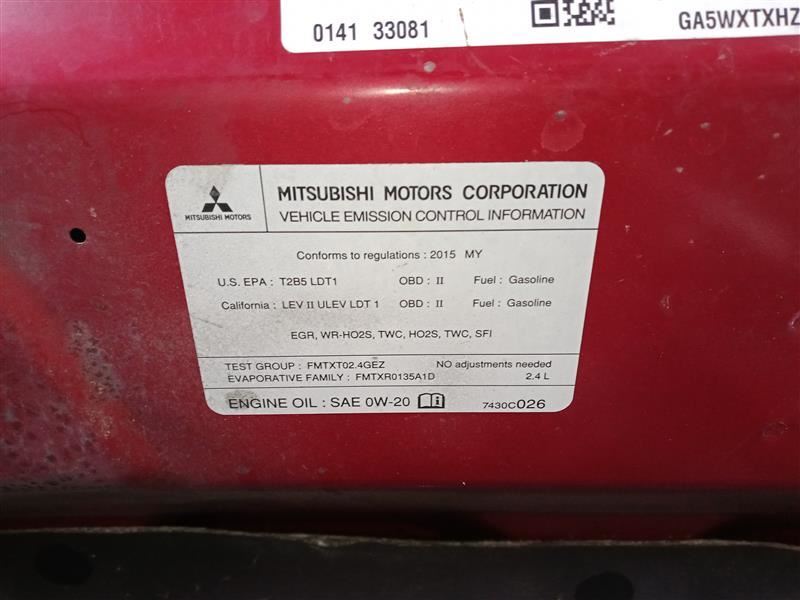 0141 33081
GA5WXTXHZ
MITSUBISHI MOTORS
MITSUBISHI MOTORS CORPORATION
VEHICLE EMISSION CONTROL INFORMATION
Conforms to regulations : 2015 MY
U.S. EPA : T2B5 LDT1 OBD : II Fuel : Gasoline
California : LEV II ULEV LDT 1 OBD : II Fuel : Gasoline
EGR, WR-HO2S, TWC, HO2S, TWC, SFI
TEST GROUP : FMTXT02.4GEZ NO adjustments needed
EVAPORATIVE FAMILY : FMTXR0135A1D 2.4 L
ENGINE OIL : SAE 0W-20 7430C026